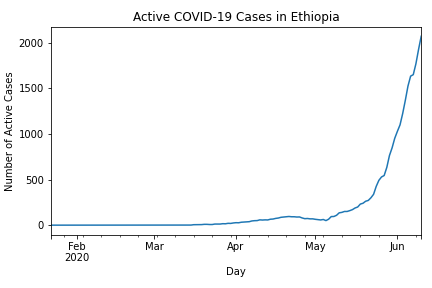 Active COVID-19 Cases in Ethiopia
2000
1500
1000
500
0
Number of Active Cases
Feb
2020
Mar
Apr
May
Jun
Day